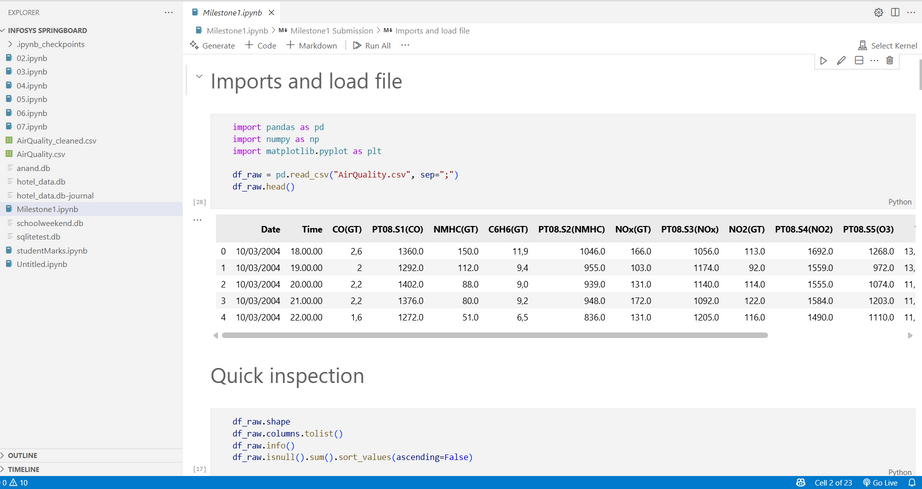 EXPLORER
···
INFOSYS SPRINGBOARD
.ipynb_checkpoints
02.ipynb
03.ipynb
04.ipynb
05.ipynb
06.ipynb
07.ipynb
AirQuality_cleaned.csv
AirQuality.csv
anand.db
hotel_data.db
hotel_data.db-journal
Milestone1.ipynb
schoolweekend.db
sqlitetest.db
studentMarks.ipynb
Untitled.ipynb
OUTLINE
TIMELINE
Milestone1.ipynb
Milestone1.ipynb > M↓ Milestone1 Submission > M↓ Imports and load file
Generate + Code + Markdown Run All ···
Select Kernel
Imports and load file
import pandas as pd
import numpy as np
import matplotlib.pyplot as plt
df_raw = pd.read_csv("AirQuality.csv", sep=";")
df_raw.head()
[28] Python
Date Time CO(GT) PT08.S1(CO) NMHC(GT) C6H6(GT) PT08.S2(NMHC) NOx(GT) PT08.S3(NOx) NO2(GT) PT08.S4(NO2) PT08.S5(O3)
0 10/03/2004 18.00.00 2,6 1360.0 150.0 11,9 1046.0 166.0 1056.0 113.0 1692.0 1268.0 13,
1 10/03/2004 19.00.00 2 1292.0 112.0 9,4 955.0 103.0 1174.0 92.0 1559.0 972.0 13,
2 10/03/2004 20.00.00 2,2 1402.0 88.0 9,0 939.0 131.0 1140.0 114.0 1555.0 1074.0 11,
3 10/03/2004 21.00.00 2,2 1376.0 80.0 9,2 948.0 172.0 1092.0 122.0 1584.0 1203.0 11,
4 10/03/2004 22.00.00 1,6 1272.0 51.0 6,5 836.0 131.0 1205.0 116.0 1490.0 1110.0 11,
Quick inspection
df_raw.shape
df_raw.columns.tolist()
df_raw.info()
df_raw.isnull().sum().sort_values(ascending=False)
[17] Python
0 10 Cell 2 of 23 Go Live